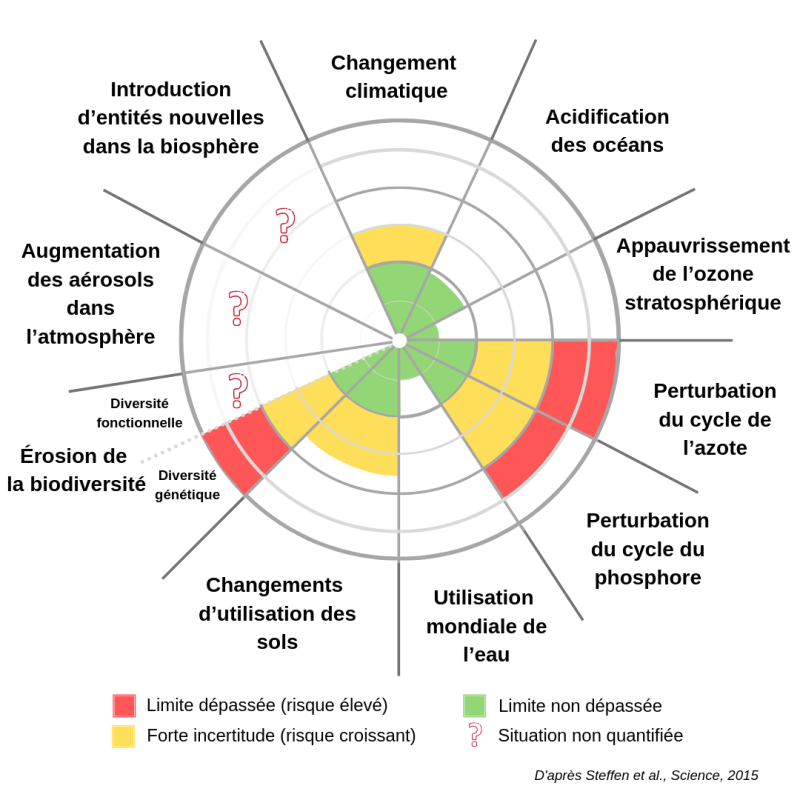 Changement
climatique
Introduction
d’entités nouvelles
dans la biosphère
Acidification
des océans
Augmentation
des aérosols
dans
l’atmosphère
Appauvrissement
de l’ozone
stratosphérique
?
?
?
Diversité
fonctionnelle
Érosion de
la biodiversité
Diversité
génétique
Perturbation
du cycle de
l’azote
Perturbation
du cycle du
phosphore
Changements
d’utilisation des
sols
Utilisation
mondiale de
l’eau
Limite dépassée (risque élevé)
Limite non dépassée
Forte incertitude (risque croissant)
? Situation non quantifiée
D'après Steffen et al., Science, 2015